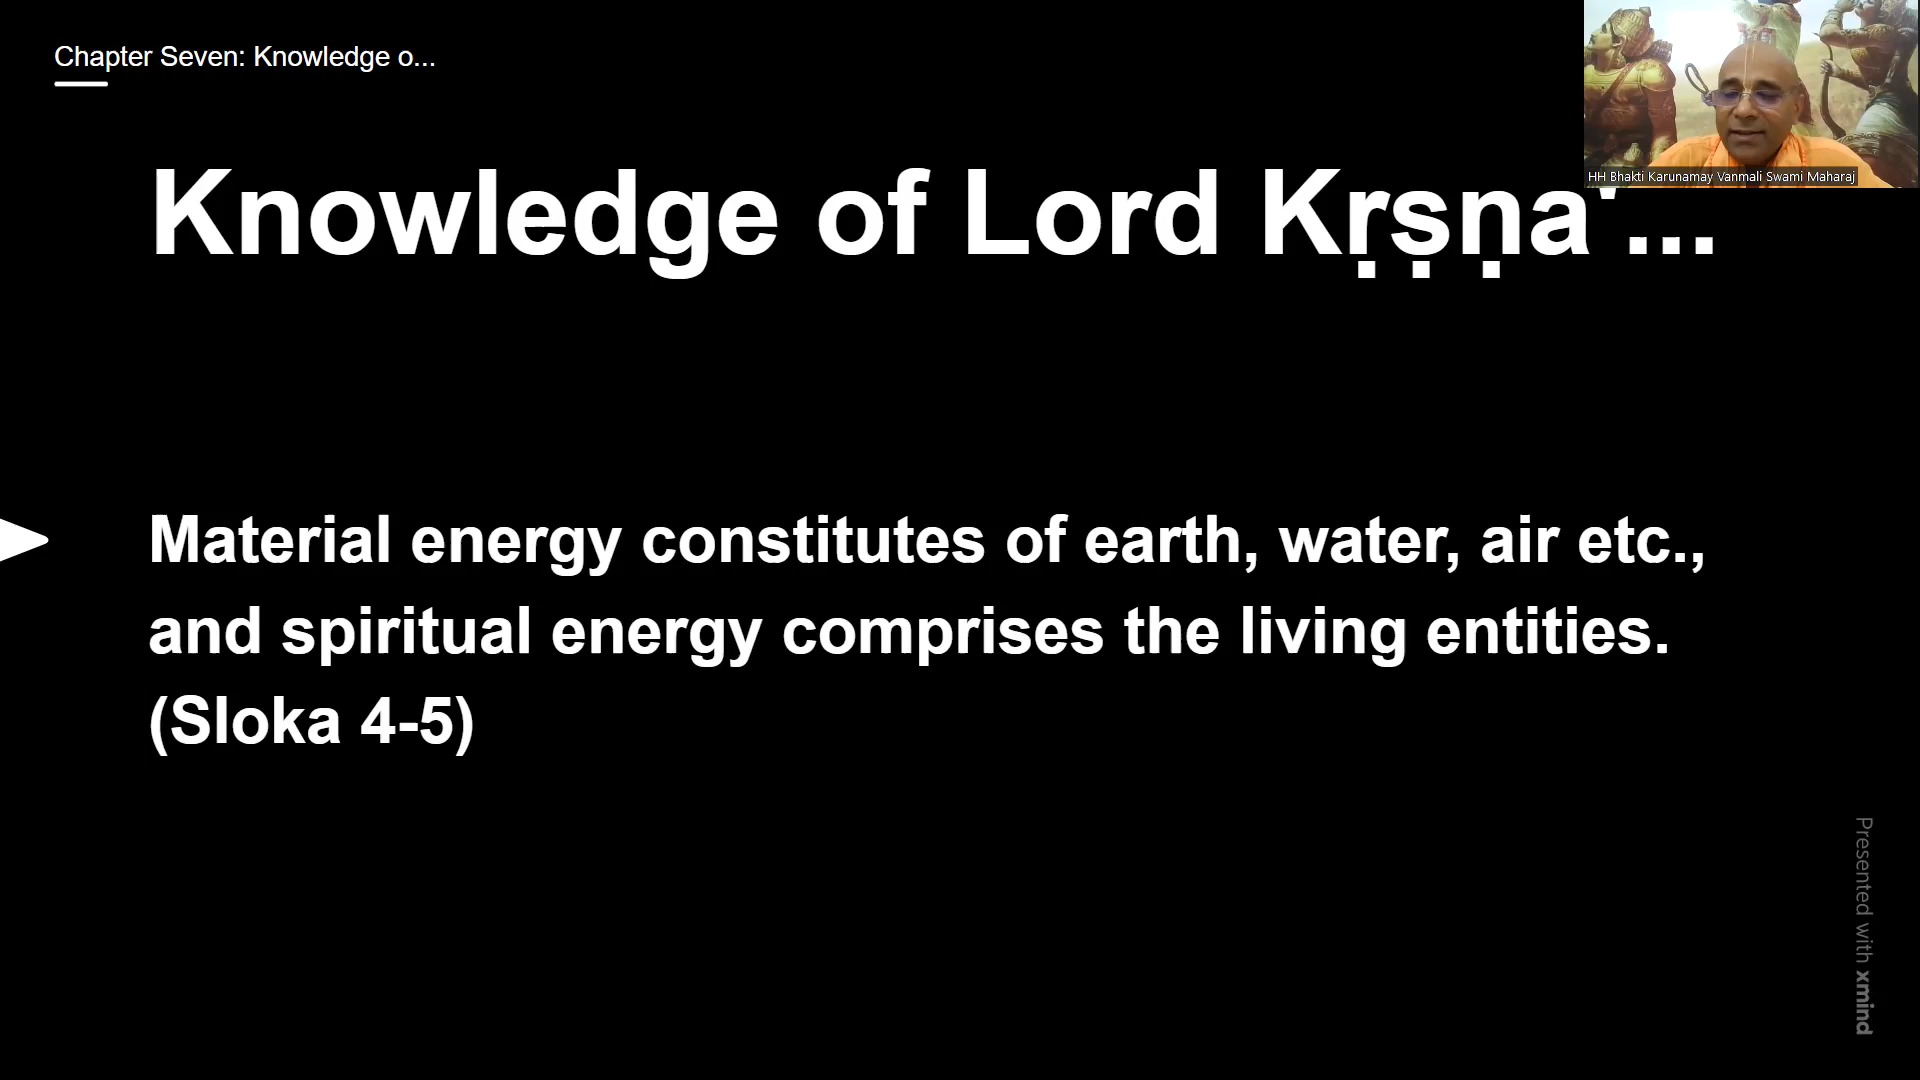 Chapter Seven: Knowledge o...
HH Bhakti Karunamay Vanmali Swami Maharaj
Knowledge of Lord Kṛṣṇa'...
Material energy constitutes of earth, water, air etc.,
and spiritual energy comprises the living entities.
(Sloka 4-5)
Presented with xmind